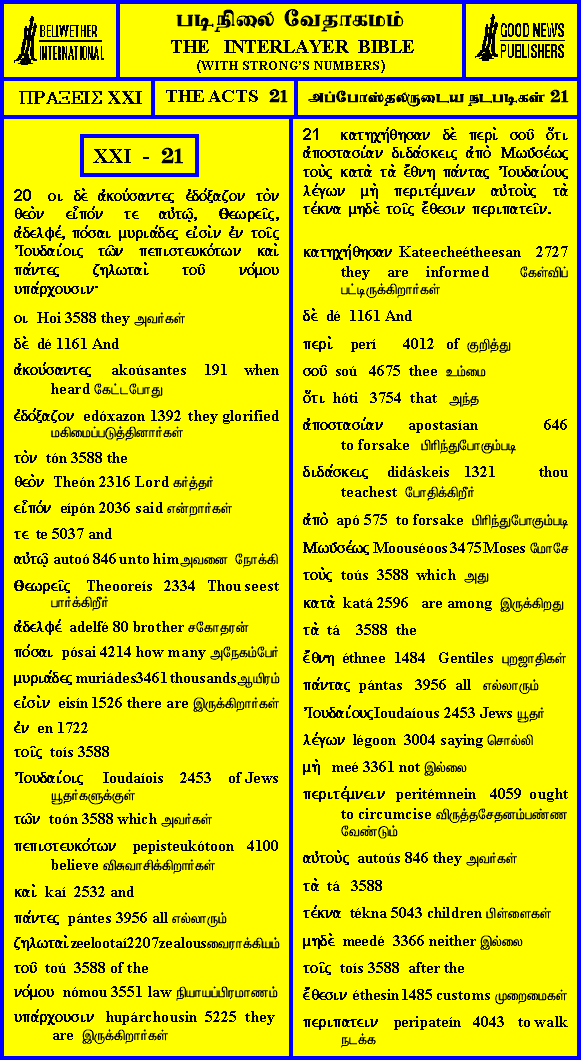 BELLWETHER
INTERNATIONAL
படிநிலை வேதாகமம்
THE INTERLAYER BIBLE
(WITH STRONG'S NUMBERS)
GOOD NEWS
PUBLISHERS
ΠΡΑΞΕΙΣ XXI
THE ACTS 21
அப்போஸ்தலருடைய நடபடிகள் 21
XXI - 21
20 οι δὲ ἀκούσαντες ἐδόξαζον τὸν
θεὸν εἶπόν τε αὐτῷ, Θεωρεῖς,
ἀδελφέ, πόσαι μυριάδες εἰσὶν ἐν τοῖς
Ἰουδαίοις τῶν πεπιστευκότων καὶ
πάντες ζηλωταὶ τοῦ νόμου
υπάρχουσιν·
οι Hoi 3588 they அவர்கள்
δὲ dé 1161 And
ἀκούσαντες akoúsantes 191 when
heard கேட்டபோது
ἐδόξαζον edóxazon 1392 they glorified
மகிமைப்படுத்தினார்கள்
τὸν tón 3588 the
θεὸν Theón 2316 Lord கர்த்தர்
εἶπόν eípón 2036 said என்றார்கள்
τε te 5037 and
αὐτῷ autoó 846 unto him அவனை நோக்கி
Θεωρεῖς Theooreís 2334 Thou seest
பார்க்கிறீர்
ἀδελφέ adelfé 80 brother சகோதரன்
πόσαι pósai 4214 how many அநேகம்பேர்
μυριάδες muriádes3461 thousands ஆயிரம்
εἰσὶν eisín 1526 there are இருக்கிறார்கள்
ἐν en 1722
τοῖς toís 3588
Ἰουδαίοις Ioudaíois 2453 of Jews
யூதர்களுக்குள்
τῶν toón 3588 which அவர்கள்
πεπιστευκότων pepisteukótoon 4100
believe விசுவாசிக்கிறார்கள்
καὶ kaí 2532 and
πάντες pántes 3956 all எல்லாரும்
ζηλωταὶ zeelootaí2207zealous வைராக்கியம்
τοῦ toú 3588 of the
νόμου nómou 3551 law நியாயப்பிரமாணம்
υπάρχουσιν hupárchousin 5225 they
are இருக்கிறார்கள்
21 κατηχήθησαν δὲ περὶ σοῦ ὅτι
ἀποστασίαν διδάσκεις ἀπὸ Μωϋσέως
τοὺς κατὰ τὰ ἔθνη πάντας Ἰουδαίους
λέγων μὴ περιτέμνειν αὐτοὺς τὰ
τέκνα μηδὲ τοῖς ἔθεσιν περιπατεῖν.
κατηχήθησαν Kateecheétheesan 2727
they are informed கேள்விப்
பட்டிருக்கிறார்கள்
δὲ dé 1161 And
περὶ perí 4012 of குறித்து
σοῦ soú 4675 thee உம்மை
ὅτι hóti 3754 that அந்த
ἀποστασίαν apostasían 646
to forsake பிரிந்துபோகும்படி
διδάσκεις didáskeis 1321 thou
teachest போதிக்கிறீர்
ἀπὸ apó 575 to forsake பிரிந்துபோகும்படி
Μωϋσέως Moouséoos 3475 Moses மோசே
τοὺς toús 3588 which அது
κατὰ katá 2596 are among இருக்கிறது
τὰ tá 3588 the
ἔθνη éthnee 1484 Gentiles புறஜாதிகள்
πάντας pántas 3956 all எல்லாரும்
Ἰουδαίους Ioudaíous 2453 Jews யூதர்
λέγων légoon 3004 saying சொல்லி
μὴ meé 3361 not இல்லை
περιτέμνειν peritémnein 4059 ought
to circumcise விருத்தசேதனம்பண்ண
வேண்டும்
αὐτοὺς autoús 846 they அவர்கள்
τὰ tá 3588
τέκνα tékna 5043 children பிள்ளைகள்
μηδὲ meedé 3366 neither இல்லை
τοῖς toís 3588 after the
ἔθεσιν éthesin 1485 customs முறைமைகள்
περιπατειν peripateín 4043 to walk
நடக்க